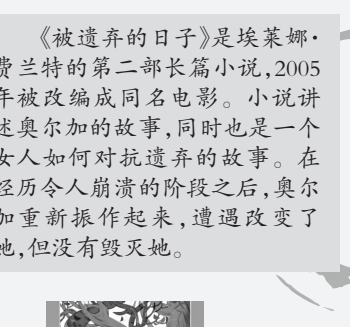 《被遗弃的日子》是埃莱娜·
费兰特的第二部长篇小说,2005
年被改编成同名电影。小说讲
述奥尔加的故事,同时也是一个
女人如何对抗遗弃的故事。在
经历令人崩溃的阶段之后,奥尔
加重新振作起来,遭遇改变了
她,但没有毁灭她。